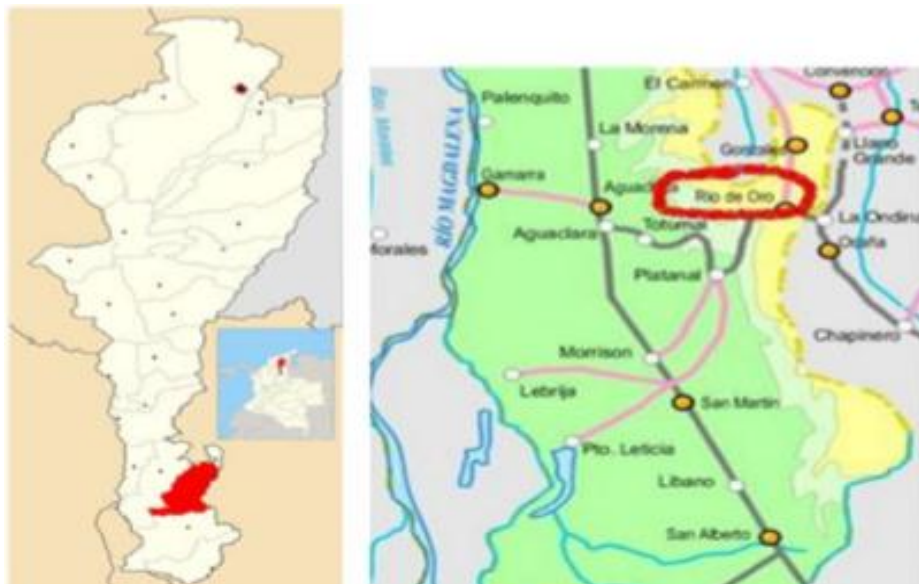 El Carmen
Convención
Palenquito
La Morena
Llano
Grande
Gonzalez
Gamarra
Aguachica
Rio de Oro
RÍO MAGDALENA
Aguaclara
Totumal
La Ondina
Ocaña
Morales
Platanal
Chapinero
Morrison
Lebrija
San Martin
Pto. Leticia
Libano
San Alberto